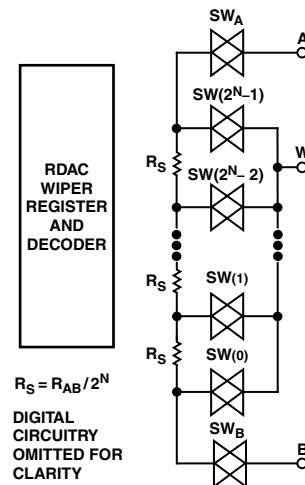 SW_A
A
SW(2^N–1)
W
R_S
SW(2^N–2)
RDAC
WIPER
REGISTER
AND
DECODER
R_S
SW(1)
R_S
SW(0)
R_S = R_AB/2^N
DIGITAL
CIRCUITRY
OMITTED FOR
CLARITY
SW_B
B